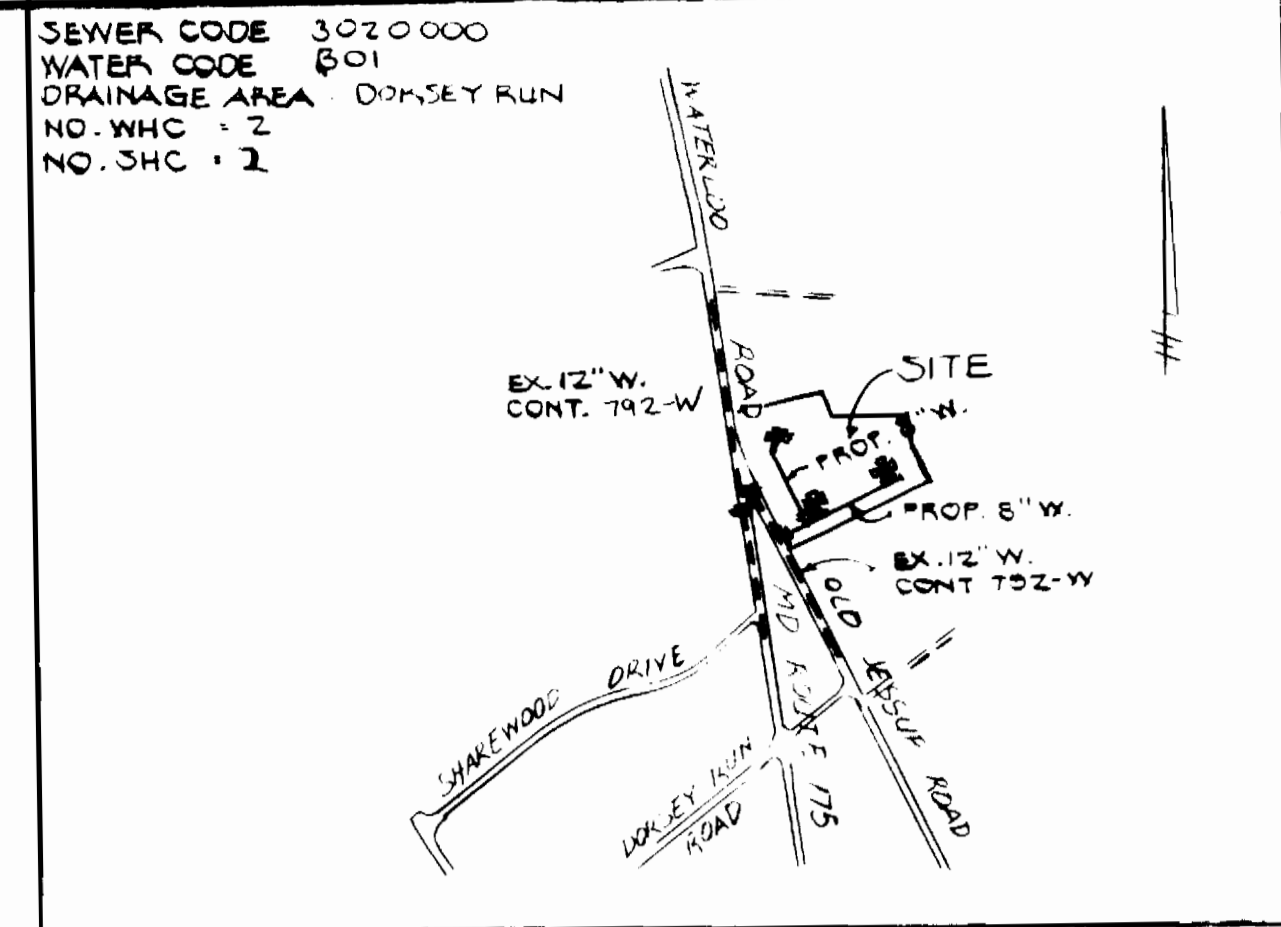 SEWER CODE 3020000
WATER CODE B01
DRAINAGE AREA DORSEY RUN
NO. WHC = 2
NO. SHC = 2
WATERLOO
ROAD
EX. 12" W.
CONT. 792-W
SITE
PROP. " W.
PROP. 8" W.
EX. 12" W.
CONT 792-W
OLD
JESSUP
ROAD
MD ROUTE 175
SHAREWOOD DRIVE
DORSEY RUN
ROAD